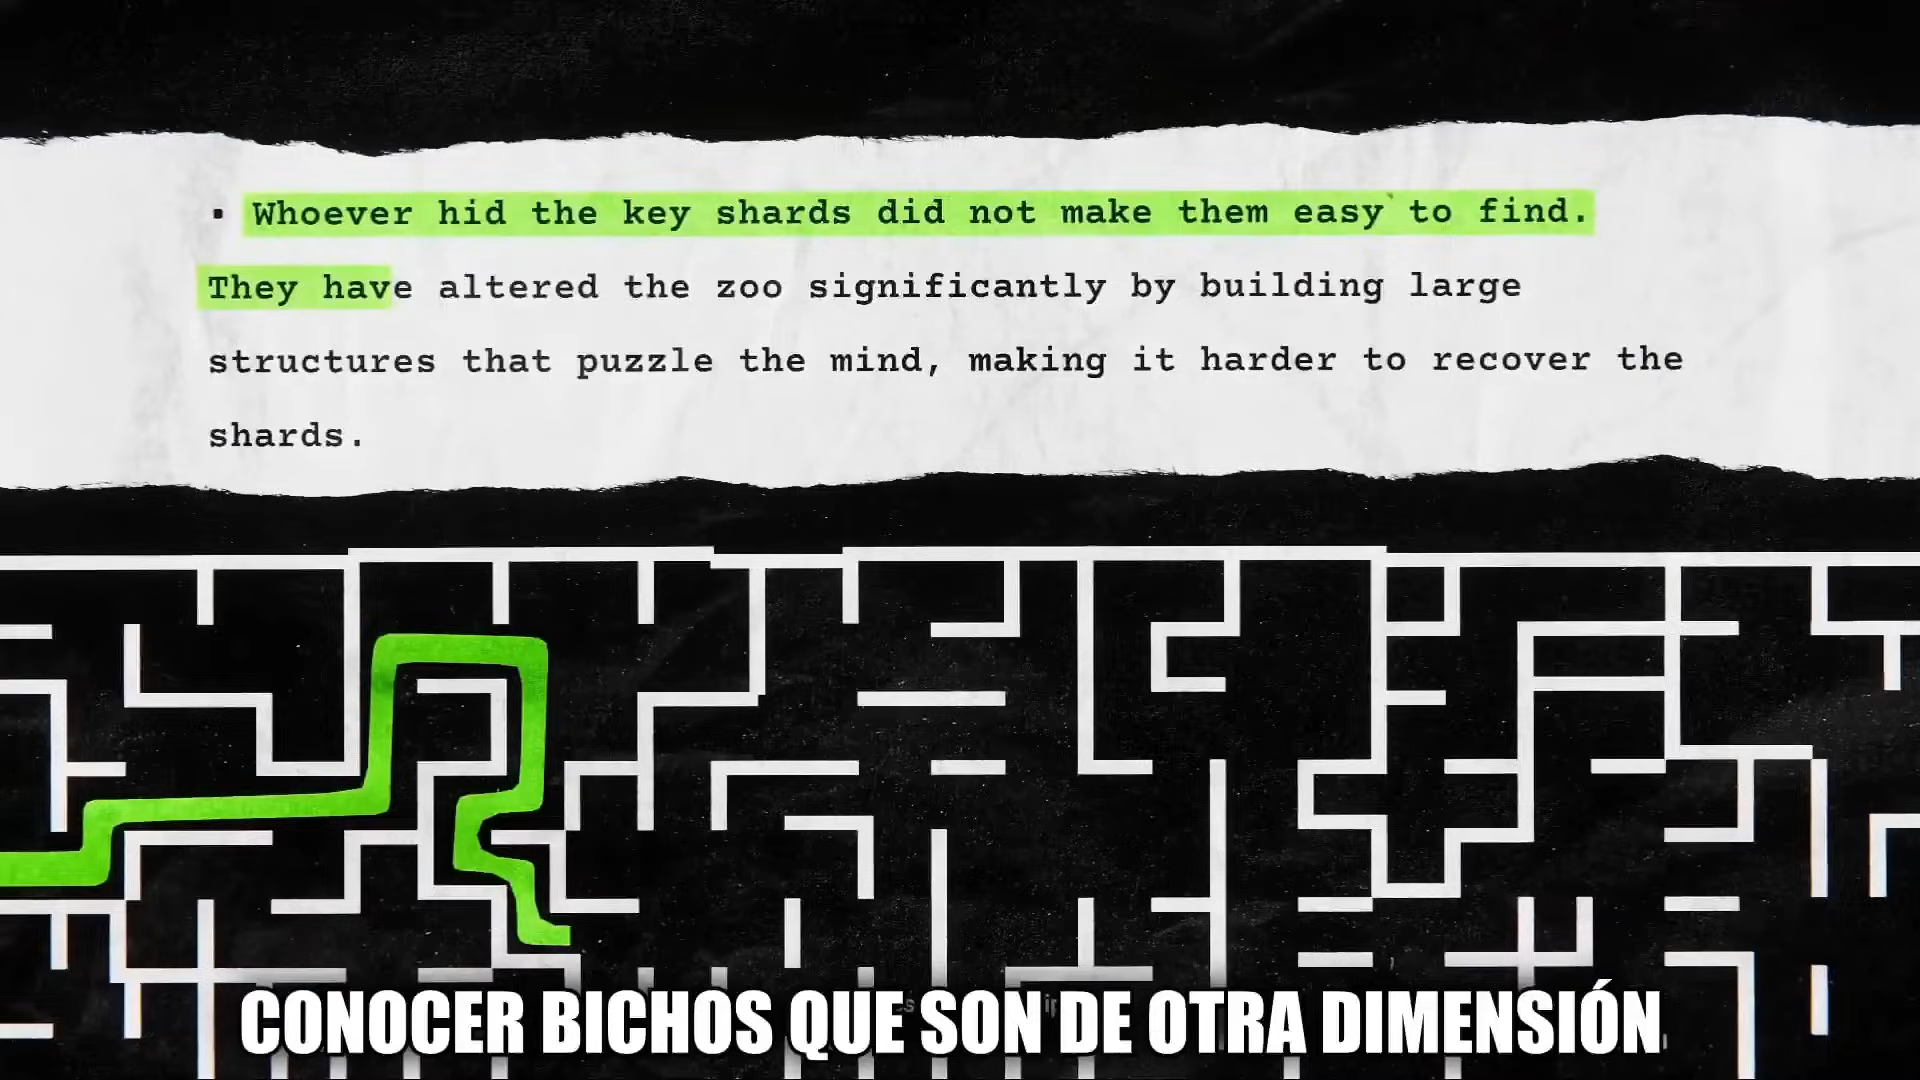 ▪ Whoever hid the key shards did not make them easy to find.
They have altered the zoo significantly by building large
structures that puzzle the mind, making it harder to recover the
shards.
CONOCER BICHOS QUE SON DE OTRA DIMENSIÓN